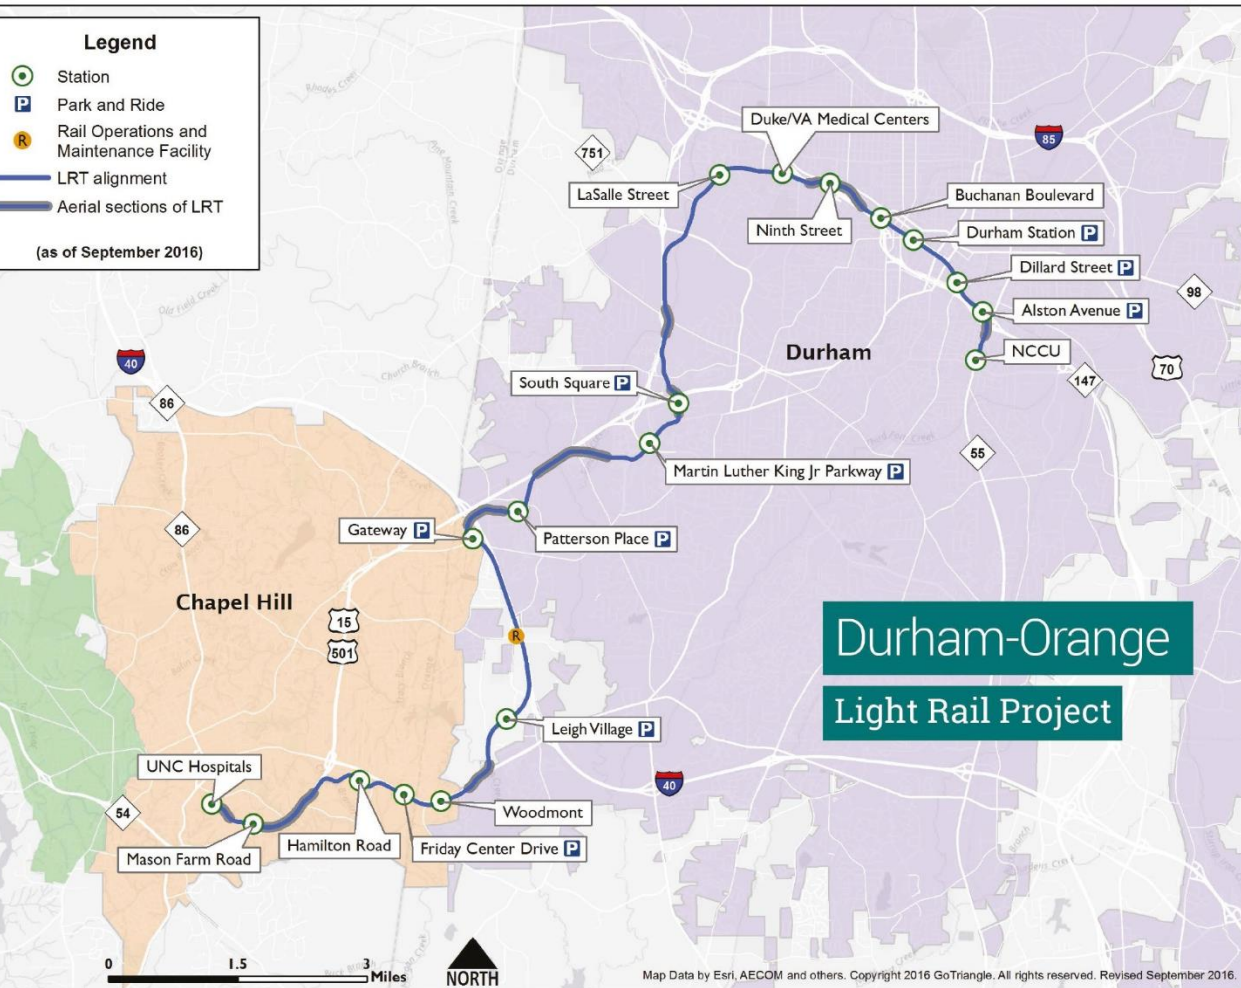 Legend
Station
P Park and Ride
R Rail Operations and
Maintenance Facility
LRT alignment
Aerial sections of LRT
(as of September 2016)
Duke/VA Medical Centers
85
751
LaSalle Street
Buchanan Boulevard
Ninth Street
Durham Station P
Dillard Street P
98
Alston Avenue P
Durham
NCCU
40
70
147
South Square P
86
55
Martin Luther King Jr Parkway P
86
Gateway P
Patterson Place P
Chapel Hill
15
501
R
Durham-Orange
Light Rail Project
Leigh Village P
UNC Hospitals
40
54
Woodmont
Hamilton Road
Friday Center Drive P
Mason Farm Road
0 1.5 3
Miles
NORTH
Map Data by Esri, AECOM and others. Copyright 2016 GoTriangle. All rights reserved. Revised September 2016.